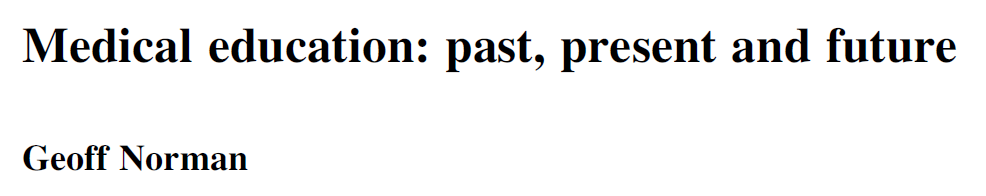 Medical education: past, present and future
Geoff Norman